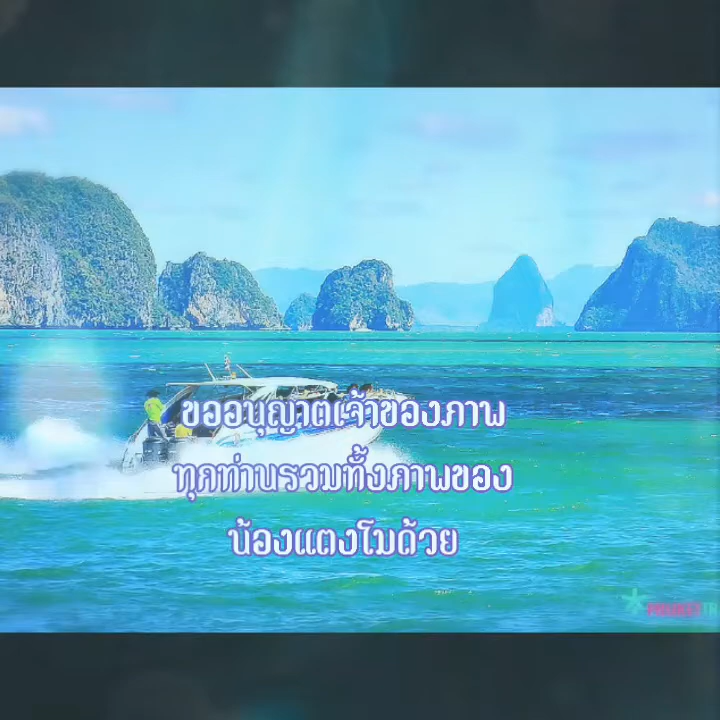 ขออนุญาตเจ้าของภาพ
ทุกท่านรวมทั้งภาพของ
น้องแตงโมด้วย